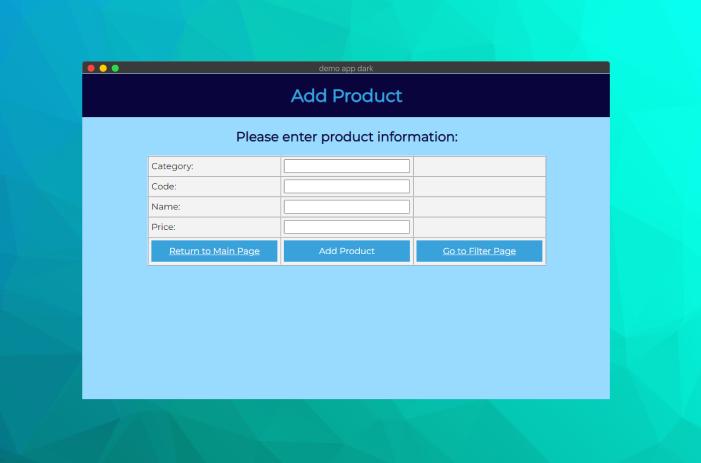 demo app dark
Add Product
Please enter product information:
Category:
Code:
Name:
Price:
Return to Main Page Add Product Go to Filter Page